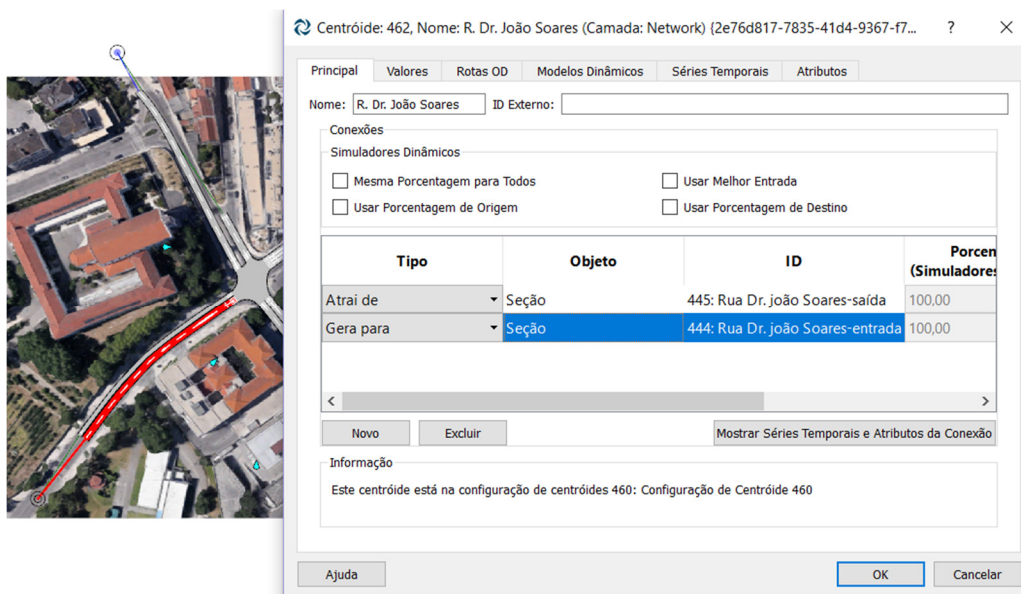 Centróide: 462, Nome: R. Dr. João Soares (Camada: Network) {2e76d817-7835-41d4-9367-f7... ?
Principal Valores Rotas OD Modelos Dinâmicos Séries Temporais Atributos
Nome: R. Dr. João Soares ID Externo:
Conexões
Simuladores Dinâmicos
Mesma Porcentagem para Todos Usar Melhor Entrada
Usar Porcentagem de Origem Usar Porcentagem de Destino
Tipo Objeto ID Porcen
(Simuladores
Atrai de Seção 445: Rua Dr. joão Soares-saída 100,00
Gera para Seção 444: Rua Dr. joão Soares-entrada 100,00
Novo Excluir Mostrar Séries Temporais e Atributos da Conexão
Informação
Este centróide está na configuração de centróides 460: Configuração de Centróide 460
Ajuda OK Cancelar